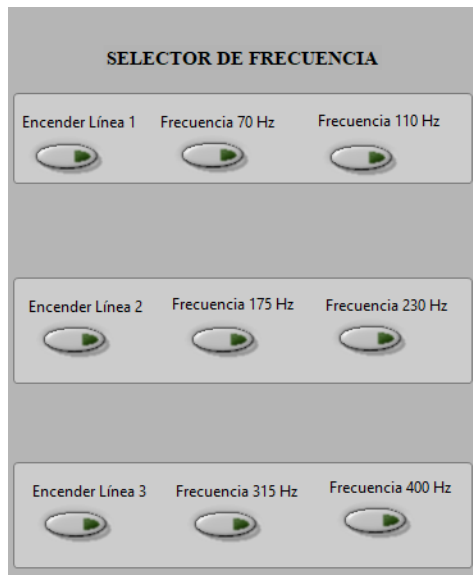 SELECTOR DE FRECUENCIA
Encender Línea 1 Frecuencia 70 Hz Frecuencia 110 Hz
Encender Línea 2 Frecuencia 175 Hz Frecuencia 230 Hz
Encender Línea 3 Frecuencia 315 Hz Frecuencia 400 Hz